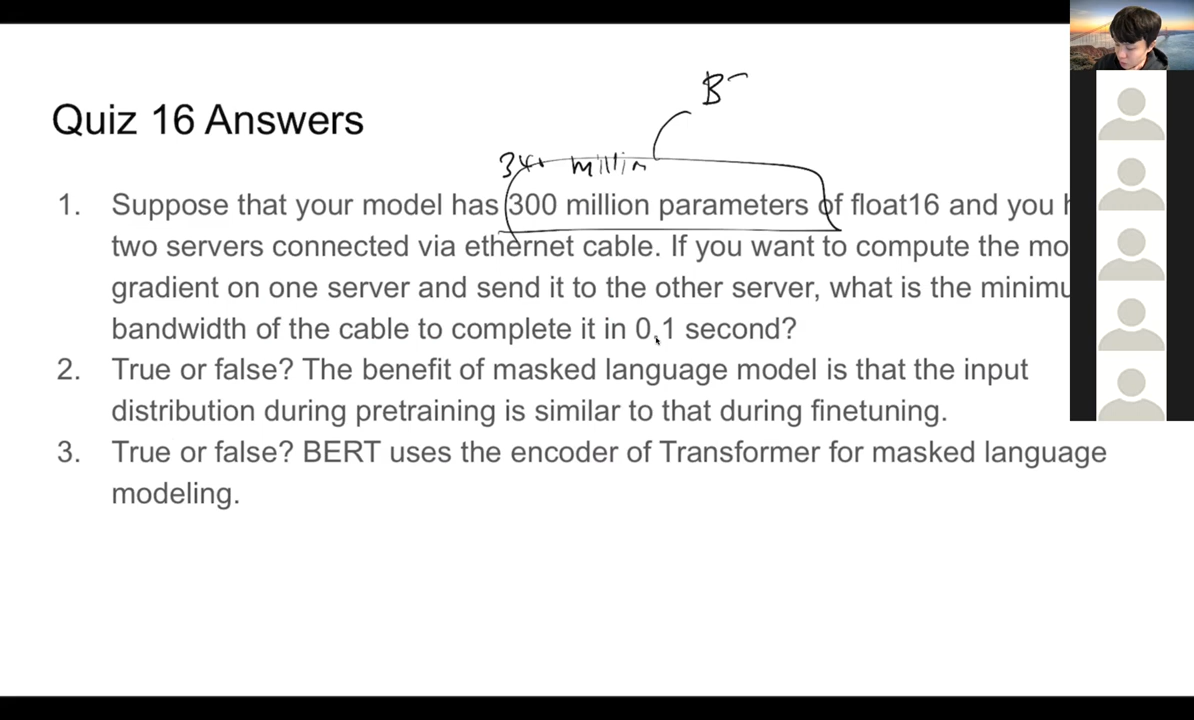 Quiz 16 Answers
million
1. Suppose that your model has 300 million parameters of float16 and you
two servers connected via ethernet cable. If you want to compute the mo
gradient on one server and send it to the other server, what is the minimu
bandwidth of the cable to complete it in 0.1 second?
2. True or false? The benefit of masked language model is that the input
distribution during pretraining is similar to that during finetuning.
3. True or false? BERT uses the encoder of Transformer for masked language
modeling.